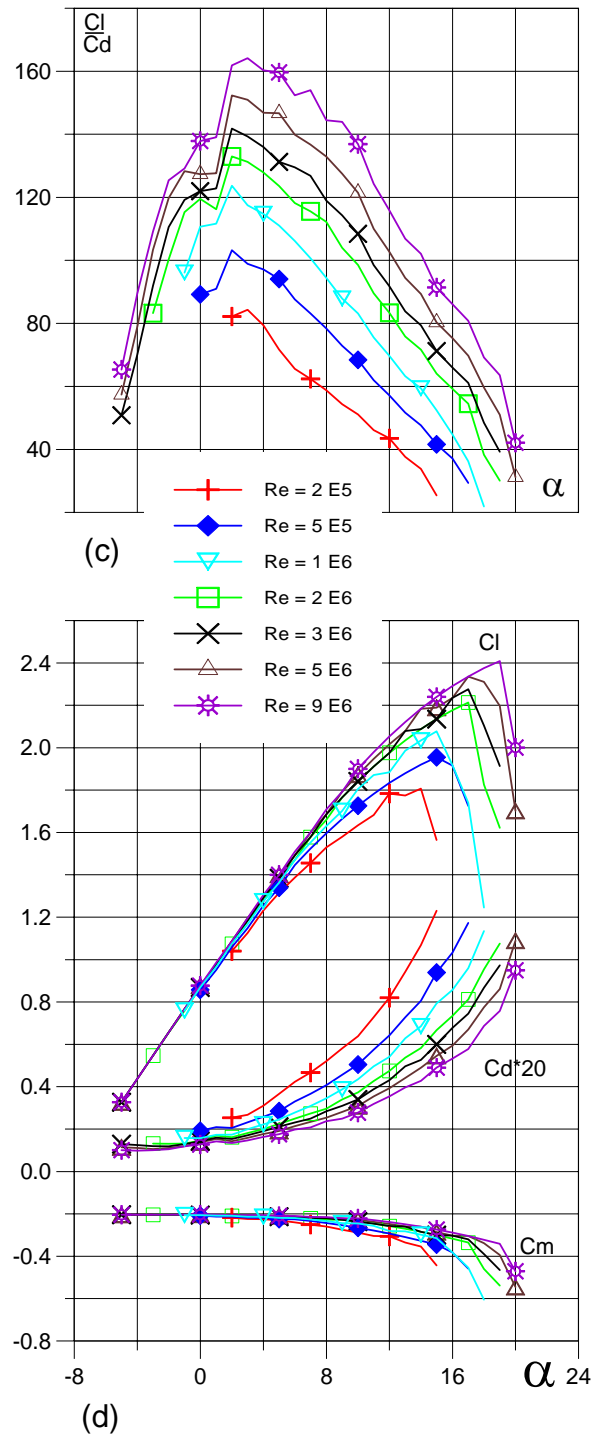 Cl
Cd
160
120
80
40
α
(c)
Re = 2 E5
Re = 5 E5
Re = 1 E6
Re = 2 E6
Re = 3 E6
Re = 5 E6
Re = 9 E6
Cl
2.4
2.0
1.6
1.2
0.8
Cd*20
0.4
0.0
Cm
-0.4
-0.8
-8 0 8 16 24
α
(d)